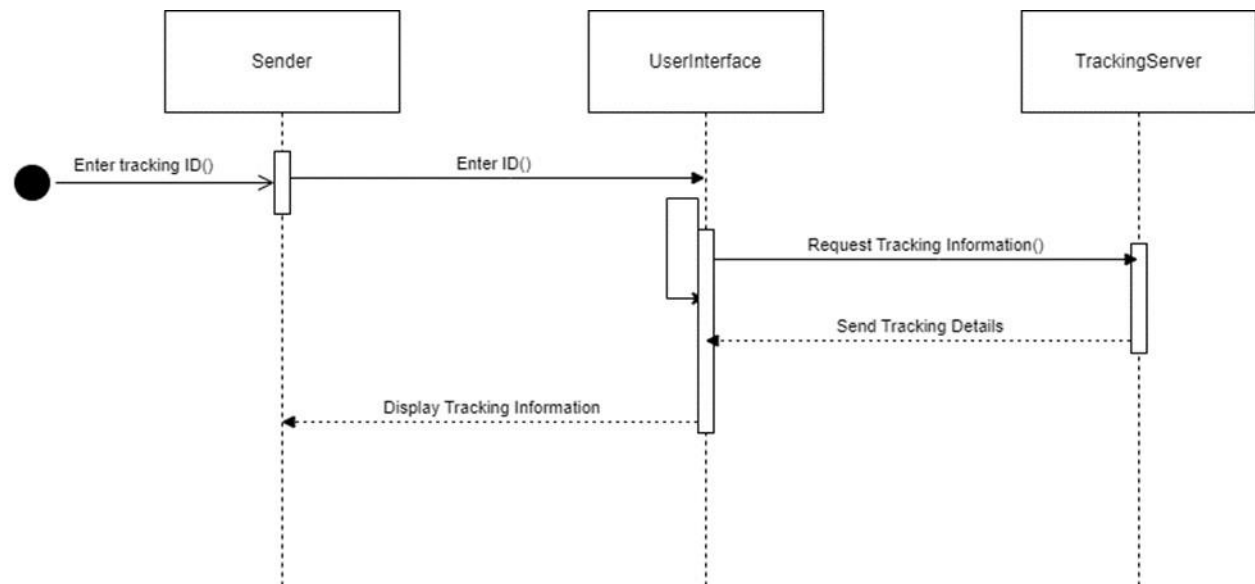 Sender
UserInterface
TrackingServer
Enter tracking ID()
Enter ID()
Request Tracking Information()
Send Tracking Details
Display Tracking Information